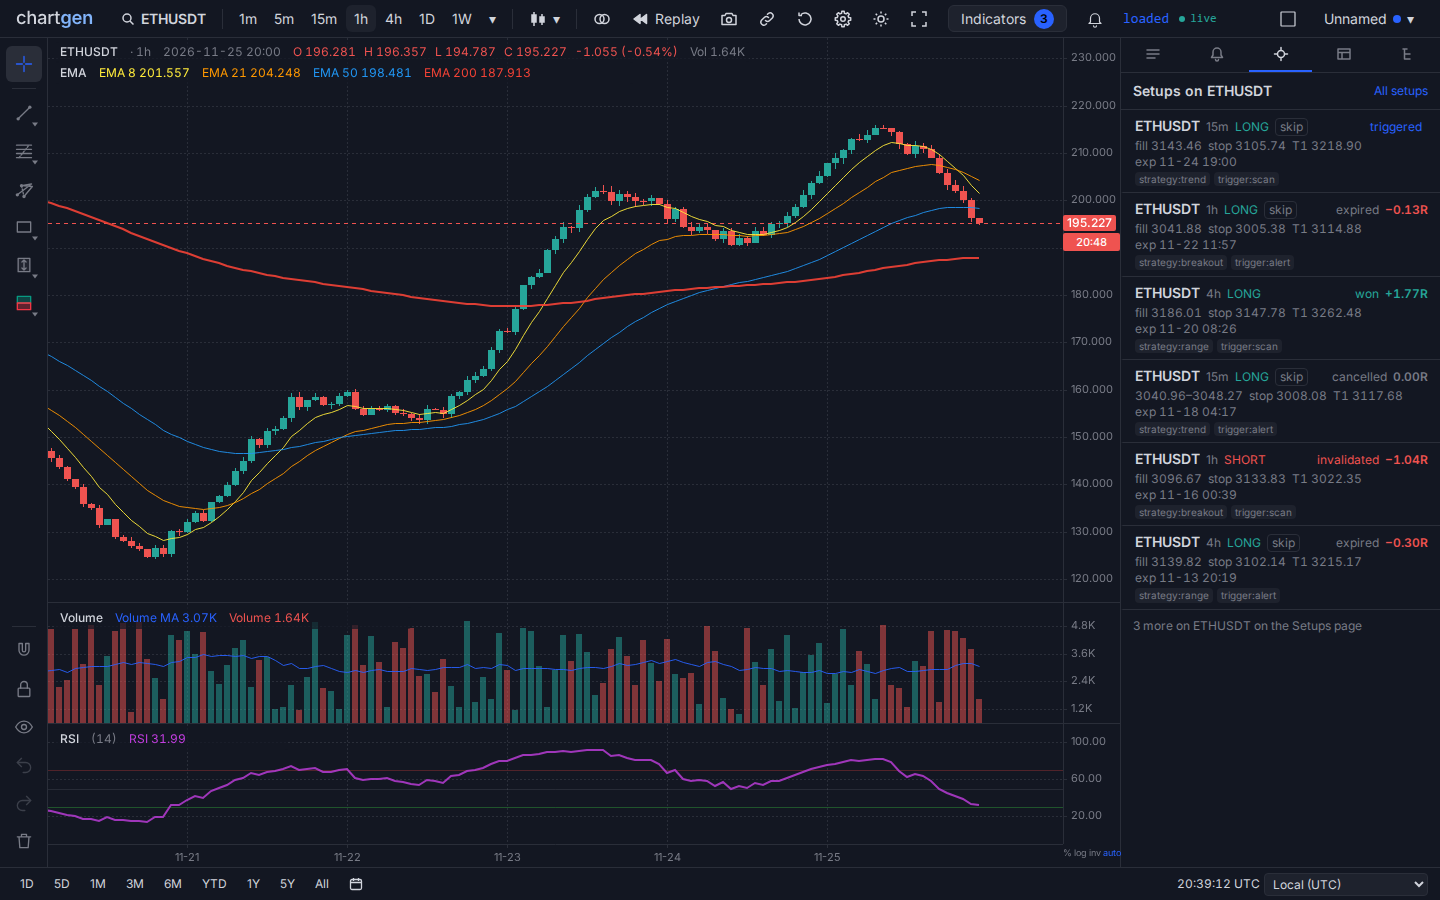 chartgen ETHUSDT 1m 5m 15m 1h 4h 1D 1W ▾ ▾ Replay Indicators 3 loaded ● live Unnamed ● ▾
ETHUSDT · 1h 2026-11-25 20:00 O 196.281 H 196.357 L 194.787 C 195.227 -1.055 (-0.54%) Vol 1.64K
EMA EMA 8 201.557 EMA 21 204.248 EMA 50 198.481 EMA 200 187.913
230.000
220.000
210.000
200.000
195.227
20:48
180.000
170.000
160.000
150.000
140.000
130.000
120.000
Volume Volume MA 3.07K Volume 1.64K
4.8K
3.6K
2.4K
1.2K
RSI (14) RSI 31.99
100.00
60.00
20.00
11-21 11-22 11-23 11-24 11-25
% log inv auto
Setups on ETHUSDT All setups
ETHUSDT 15m LONG skip triggered
fill 3143.46 stop 3105.74 T1 3218.90
exp 11-24 19:00
strategy:trend trigger:scan
ETHUSDT 1h LONG skip expired −0.13R
fill 3041.88 stop 3005.38 T1 3114.88
exp 11-22 11:57
strategy:breakout trigger:alert
ETHUSDT 4h LONG won +1.77R
fill 3186.01 stop 3147.78 T1 3262.48
exp 11-20 08:26
strategy:range trigger:scan
ETHUSDT 15m LONG skip cancelled 0.00R
3040.96–3048.27 stop 3008.08 T1 3117.68
exp 11-18 04:17
strategy:trend trigger:alert
ETHUSDT 1h SHORT invalidated −1.04R
fill 3096.67 stop 3133.83 T1 3022.35
exp 11-16 00:39
strategy:breakout trigger:scan
ETHUSDT 4h LONG skip expired −0.30R
fill 3139.82 stop 3102.14 T1 3215.17
exp 11-13 20:19
strategy:range trigger:alert
3 more on ETHUSDT on the Setups page
1D 5D 1M 3M 6M YTD 1Y 5Y All 20:39:12 UTC Local (UTC)